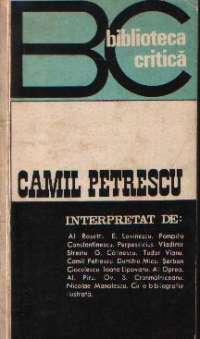 BC
biblioteca
critică
CAMIL PETRESCU
INTERPRETAT DE:
Al Rosetti. E. Lovinescu. Pompiliu
Constantinescu. Perpessicius. Vladimir
Streinu. G. Călinescu. Tudor Vianu.
Camil Petrescu. Dumitru Micu. Șerban
Cioculescu. Ioana Lipovanu. Al Oprea.
Al. Piru. Ov. S. Crohmălniceanu.
Nicolae Manolescu. Cu o bibliografie
ilustrată.